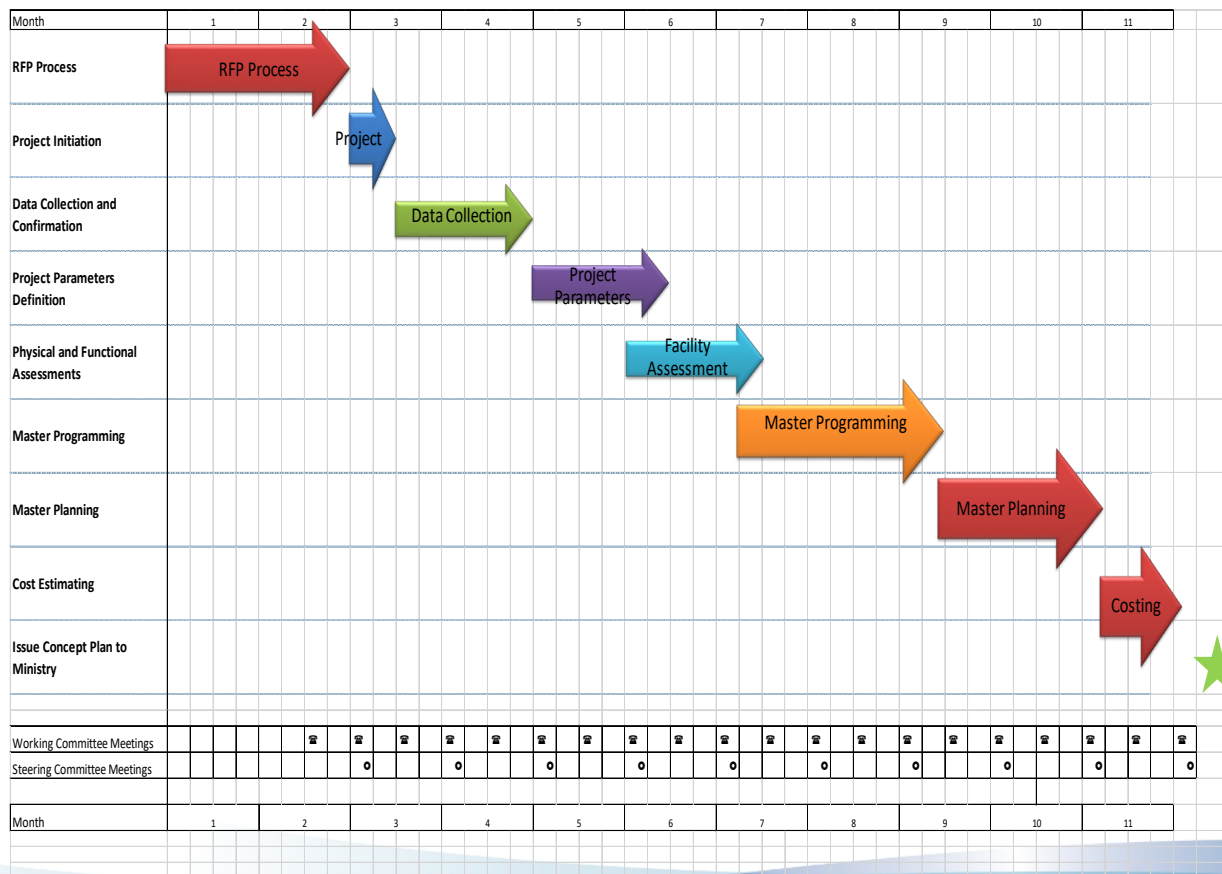 Month 1 2 3 4 5 6 7 8 9 10 11
RFP Process
RFP Process
Project Initiation
Project
Data Collection and
Confirmation
Data Collection
Project Parameters
Definition
Project
Parameters
Physical and Functional
Assessments
Facility
Assessment
Master Programming
Master Programming
Master Planning
Master Planning
Cost Estimating
Costing
Issue Concept Plan to
Ministry
Working Committee Meetings
Steering Committee Meetings
Month 1 2 3 4 5 6 7 8 9 10 11